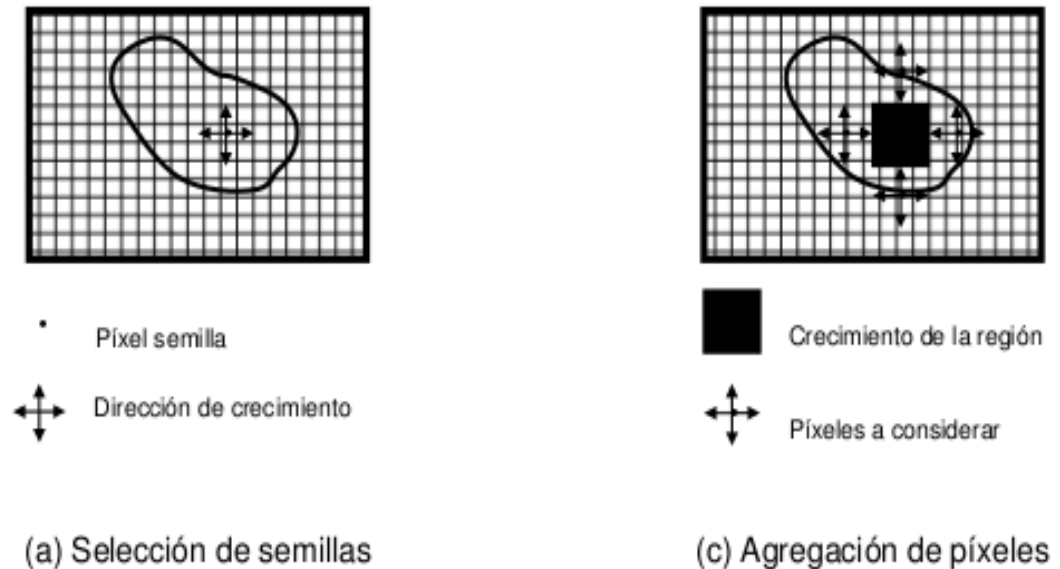 Píxel semilla
Dirección de crecimiento
(a) Selección de semillas
Crecimiento de la región
Píxeles a considerar
(c) Agregación de píxeles